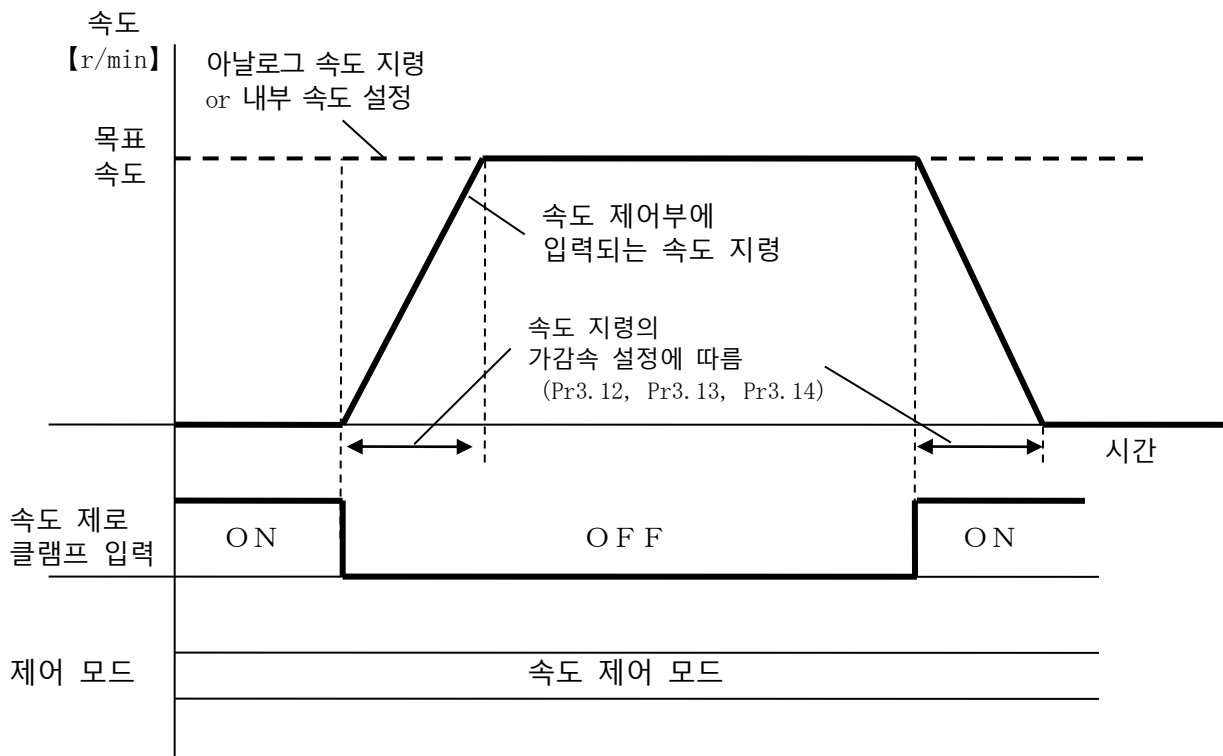 속도
【r/min】
아날로그 속도 지령
or 내부 속도 설정
목표
속도
속도 제어부에
입력되는 속도 지령
속도 지령의
가감속 설정에 따름
(Pr3.12, Pr3.13, Pr3.14)
시간
속도 제로
클램프 입력
ON
OFF
ON
제어 모드
속도 제어 모드